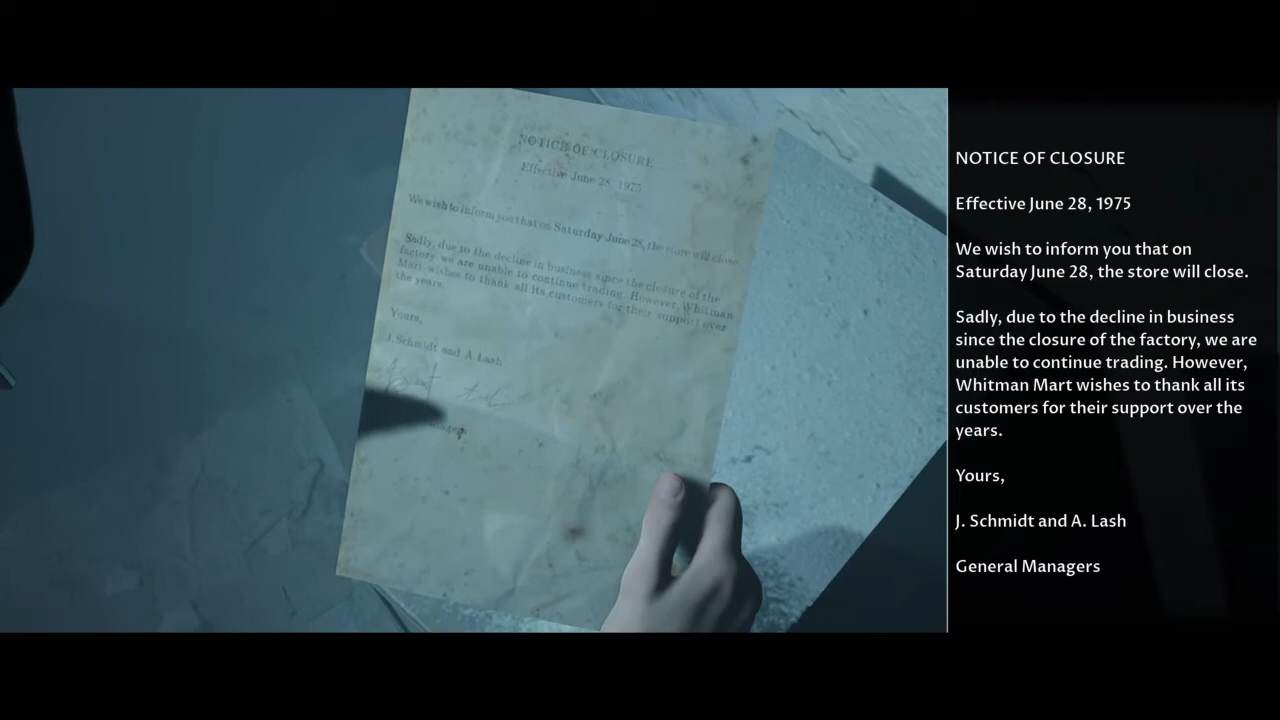 NOTICE OF CLOSURE
Effective June 28, 1975
We wish to inform you that on Saturday June 28, the store will close.
Sadly, due to the decline in business since the closure of the
factory we are unable to continue trading. However, Whitman
Mart wishes to thank all its customers for their support over
the years.
Yours,
J.Schmidt and A.Lash
NOTICE OF CLOSURE
Effective June 28, 1975
We wish to inform you that on
Saturday June 28, the store will close.
Sadly, due to the decline in business
since the closure of the factory, we are
unable to continue trading. However,
Whitman Mart wishes to thank all its
customers for their support over the
years.
Yours,
J. Schmidt and A. Lash
General Managers